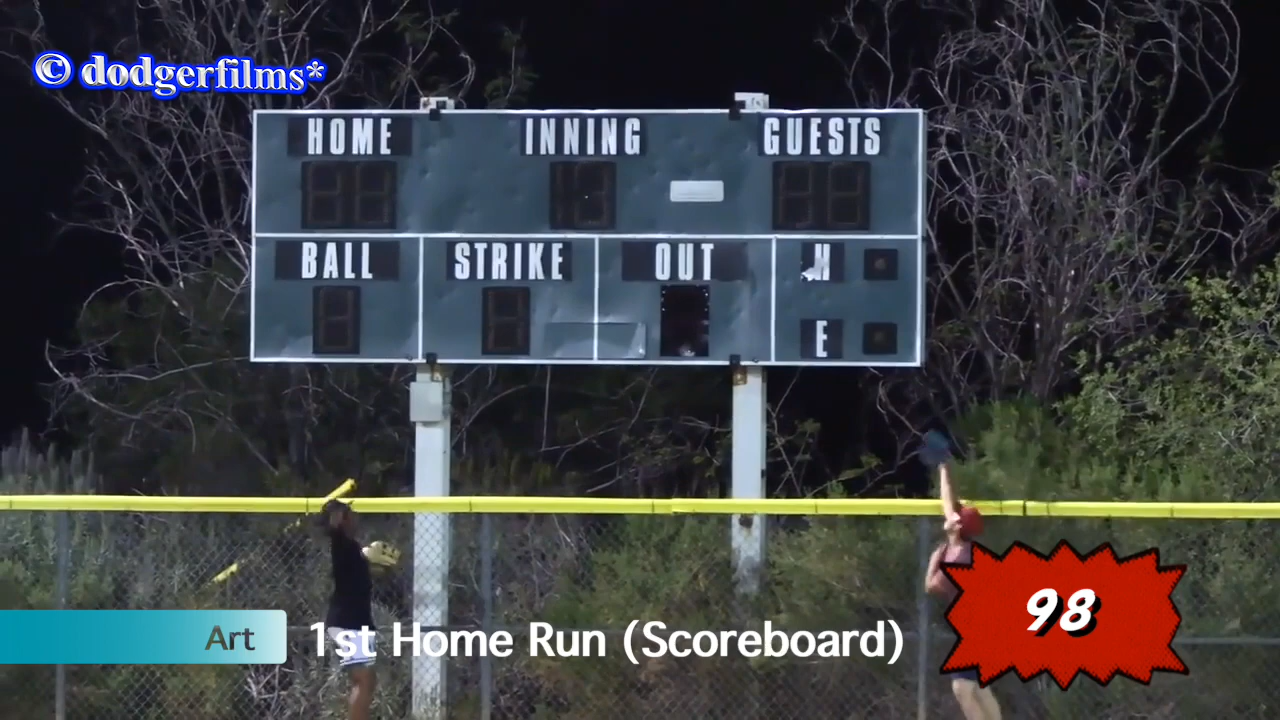 © dodgerfilms*
HOME INNING GUESTS
BALL STRIKE OUT H
E
Art 1st Home Run (Scoreboard)
98